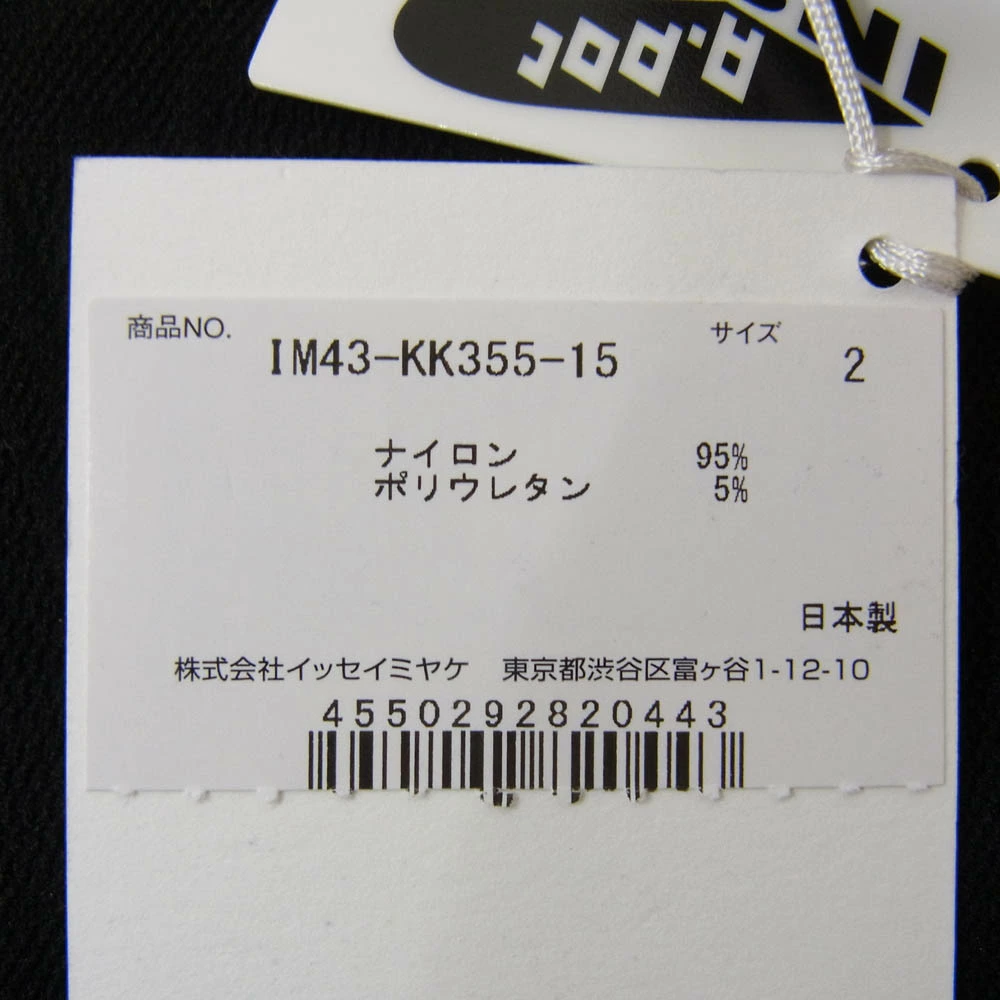 A.POC
商品NO.
IM43-KK355-15
サイズ
2
ナイロン 95%
ポリウレタン 5%
日本製
株式会社イッセイミヤケ 東京都渋谷区富ヶ谷1-12-10
4550292820443